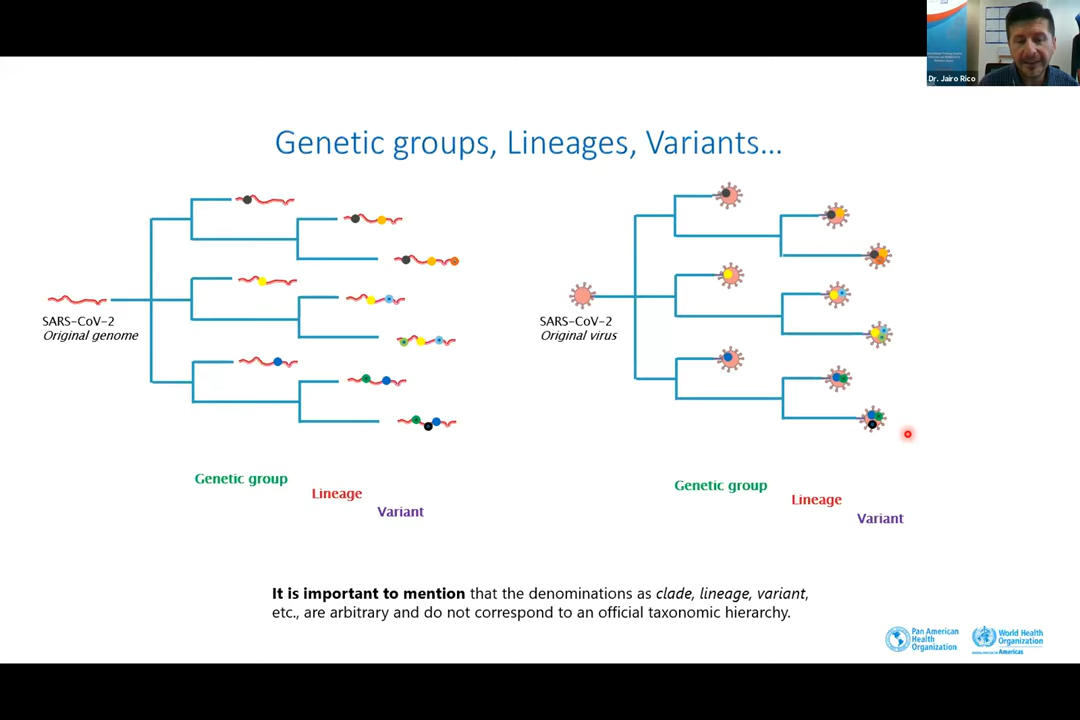 Dr. Jairo Rico
Genetic groups, Lineages, Variants...
SARS-CoV-2
Original genome
SARS-CoV-2
Original virus
Genetic group
Lineage
Variant
Genetic group
Lineage
Variant
It is important to mention that the denominations as clade, lineage, variant,
etc., are arbitrary and do not correspond to an official taxonomic hierarchy.
Pan American
Health
Organization
World Health
Organization
Americas